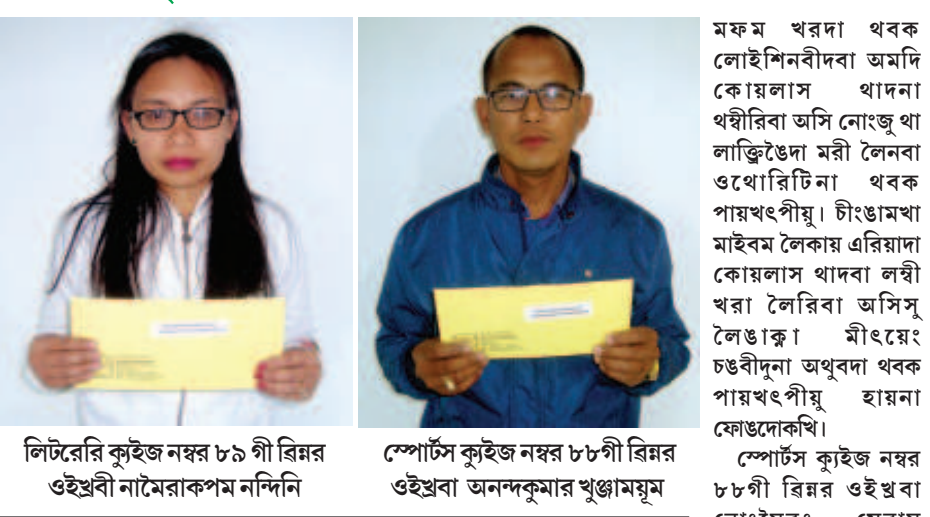 লিটরেরি ক্যুইজ নম্বর ৮৯ গী ৱিন্নর
ওইখ্রবী নামৈরাকপম নন্দিনি
স্পোর্টস ক্যুইজ নম্বর ৮৮গী ৱিন্নর
ওইখ্রবা অনন্দকুমার খুঞ্জাময়ূম
মফম খরদা থবক
লোইশিনবীদবা অমদি
কোয়লাস থাদনা
থম্বীরিবা অসি নোংজু থা
লাক্ত্রিঙৈদা মরী লৈনবা
ওথোরিটিনা থবক
পায়খৎপীয়ু। চীংঙামখা
মাইবম লৈকায় এরিয়াদা
কোয়লাস থাদবা লম্বী
খরা লৈরিবা অসিসু
লৈঙাক্না মীৎয়েং
চঙবীদুনা অথুবদা থবক
পায়খৎপীয়ু হায়না
ফোঙদোকখি।
স্পোর্টস ক্যুইজ নম্বর
৮৮গী ৱিন্নর ওইখ্রবা